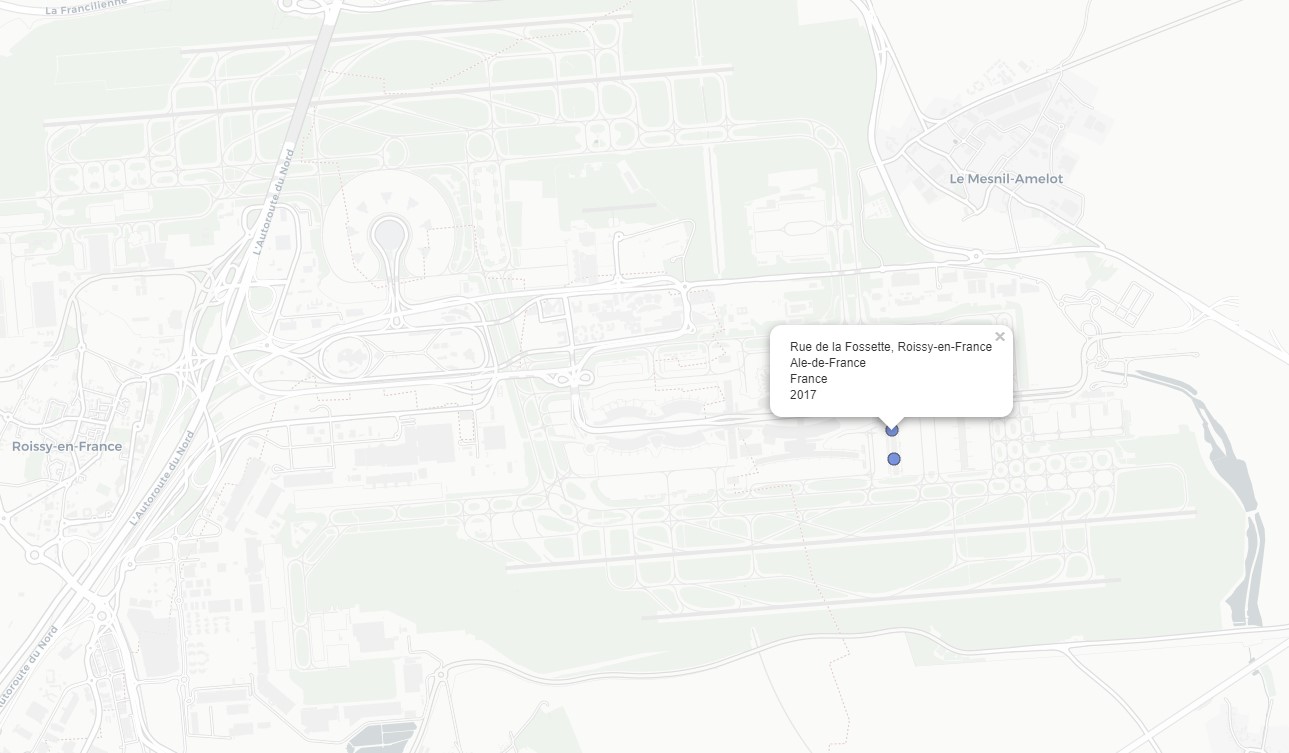 La Francilienne
L'Autoroute du Nord
Le Mesnil-Amelot
Rue de la Fossette, Roissy-en-France
Ale-de-France
France
2017
×
Roissy-en-France
L'Autoroute du Nord
Autoroute du Nord